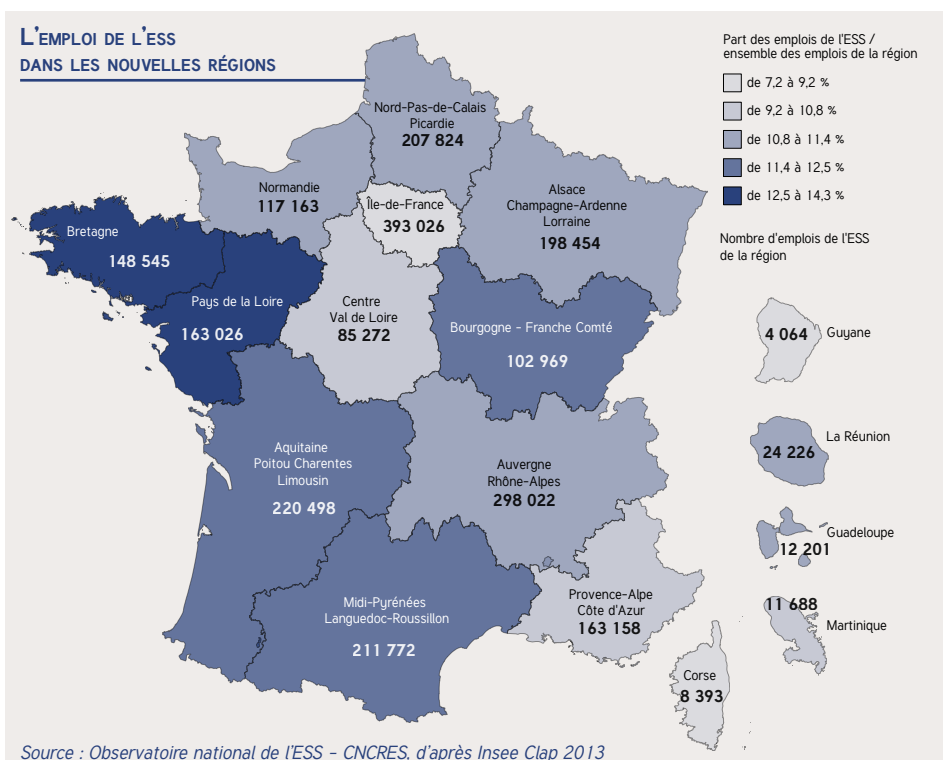 L'EMPLOI DE L'ESS
DANS LES NOUVELLES RÉGIONS
Part des emplois de l'ESS /
ensemble des emplois de la région
de 7,2 à 9,2 %
de 9,2 à 10,8 %
de 10,8 à 11,4 %
de 11,4 à 12,5 %
de 12,5 à 14,3 %
Nombre d'emplois de l'ESS
de la région
Nord-Pas-de-Calais
Picardie
207 824
Normandie
117 163
Île-de-France
393 026
Alsace
Champagne-Ardenne
Lorraine
198 454
Bretagne
148 545
Pays de la Loire
163 026
Centre
Val de Loire
85 272
Bourgogne - Franche Comté
102 969
Aquitaine
Poitou Charentes
Limousin
220 498
Auvergne
Rhône-Alpes
298 022
Midi-Pyrénées
Languedoc-Roussillon
211 772
Provence-Alpe
Côte d'Azur
163 158
Corse
8 393
4 064
Guyane
24 226
La Réunion
12 201
Guadeloupe
11 688
Martinique
Source : Observatoire national de l'ESS - CNCRES, d'après Insee Clap 2013